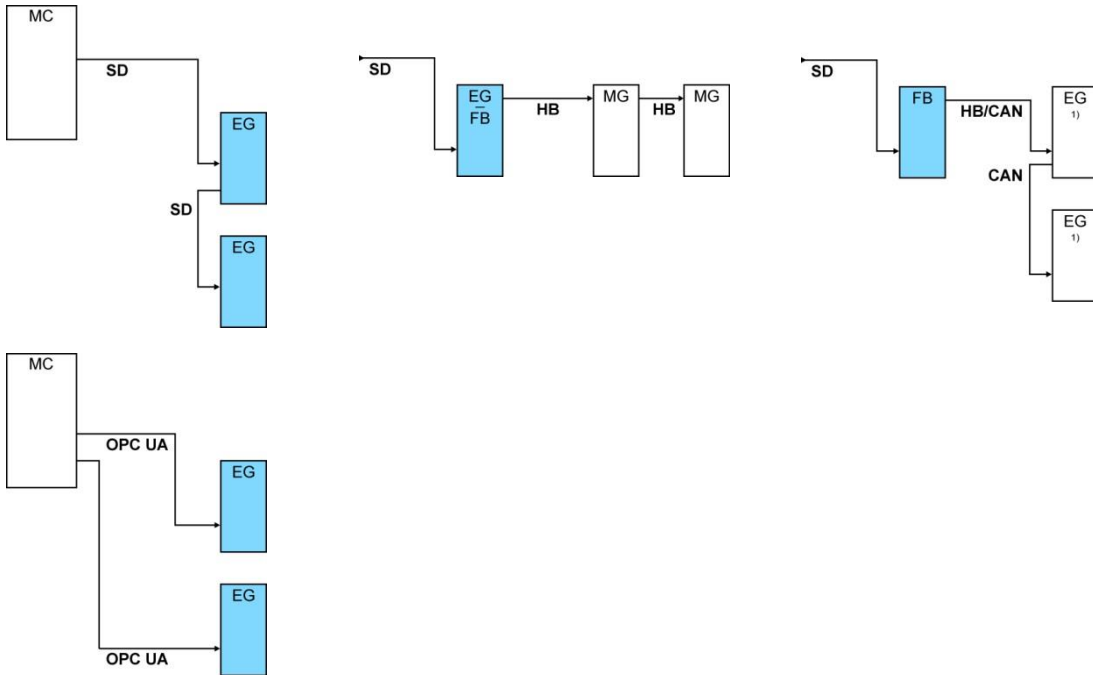 MC
SD
EG
SD
EG
SD
EG
–
FB
HB
MG
HB
MG
SD
FB
HB/CAN
EG
1)
CAN
EG
1)
MC
OPC UA
EG
EG
OPC UA